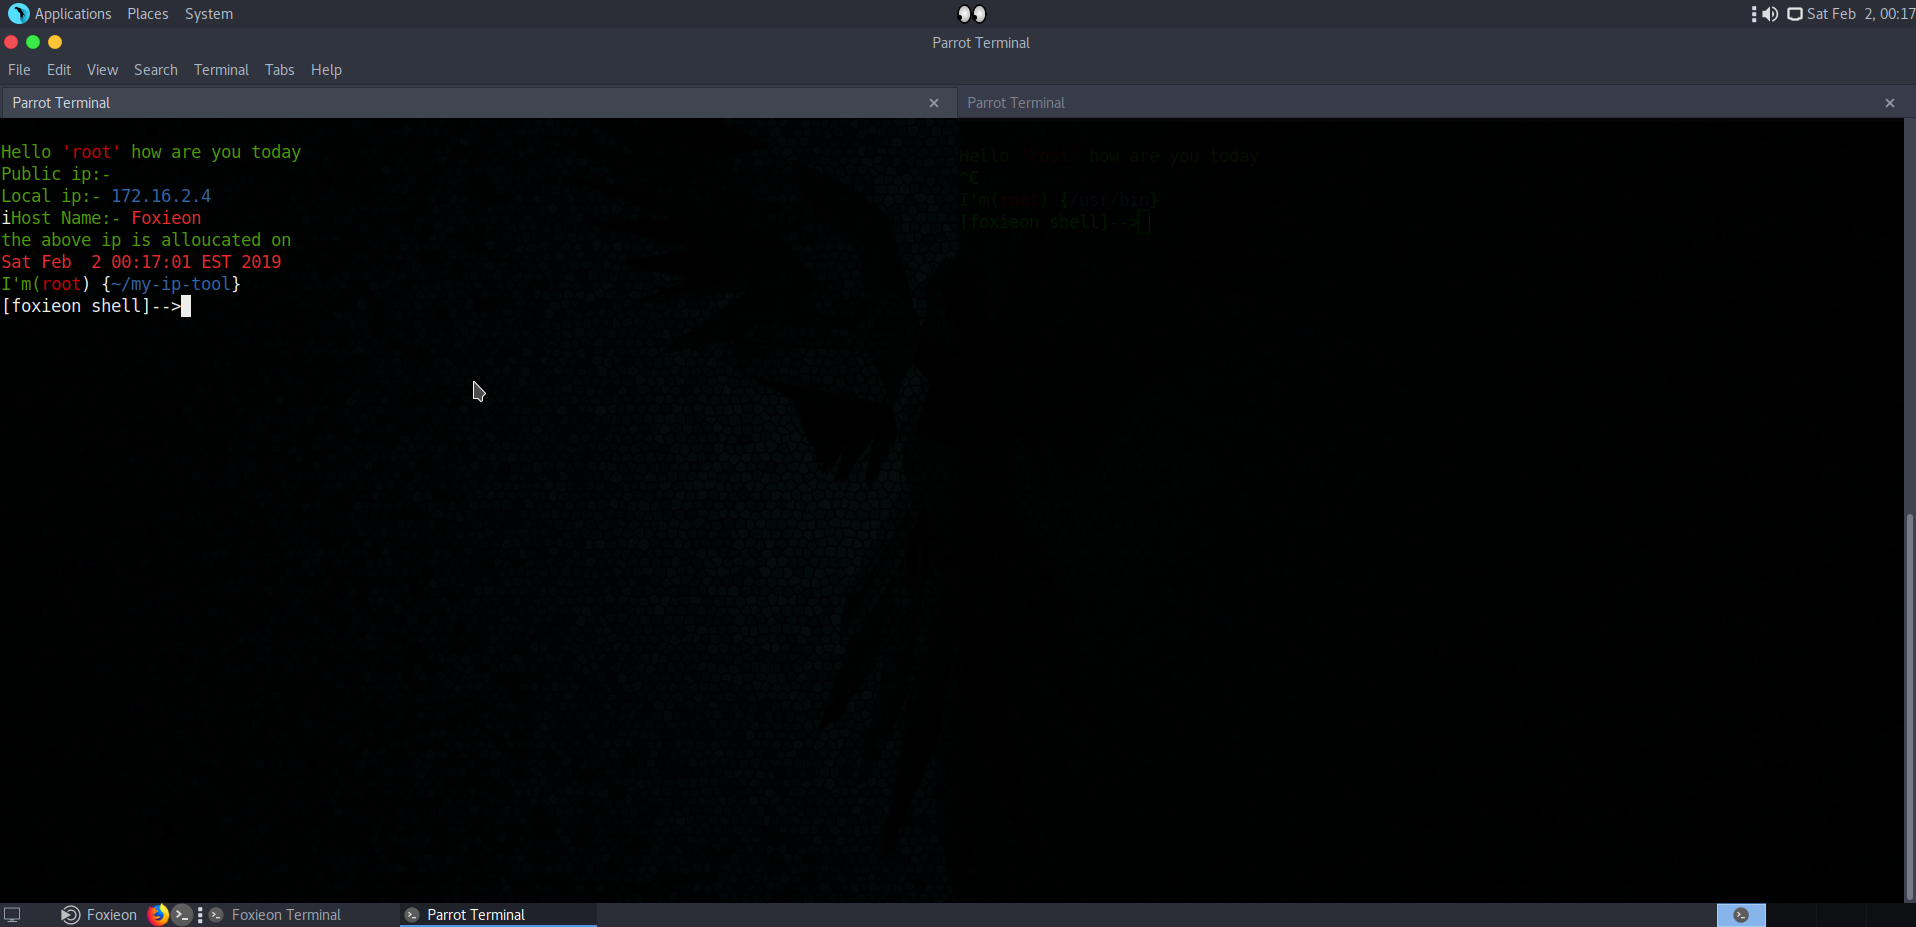 Applications Places System Sat Feb  2, 00:17
Parrot Terminal
File Edit View Search Terminal Tabs Help
Parrot Terminal
Parrot Terminal
Hello 'root' how are you today
Public ip:-
Local ip:- 172.16.2.4
iHost Name:- Foxieon
the above ip is alloucated on
Sat Feb  2 00:17:01 EST 2019
I'm(root) {~/my-ip-tool}
[foxieon shell]-->
Hello 'root' how are you today
^C
I'm(root) {/usr/bin}
[foxieon shell]-->
Foxieon Foxieon Terminal Parrot Terminal